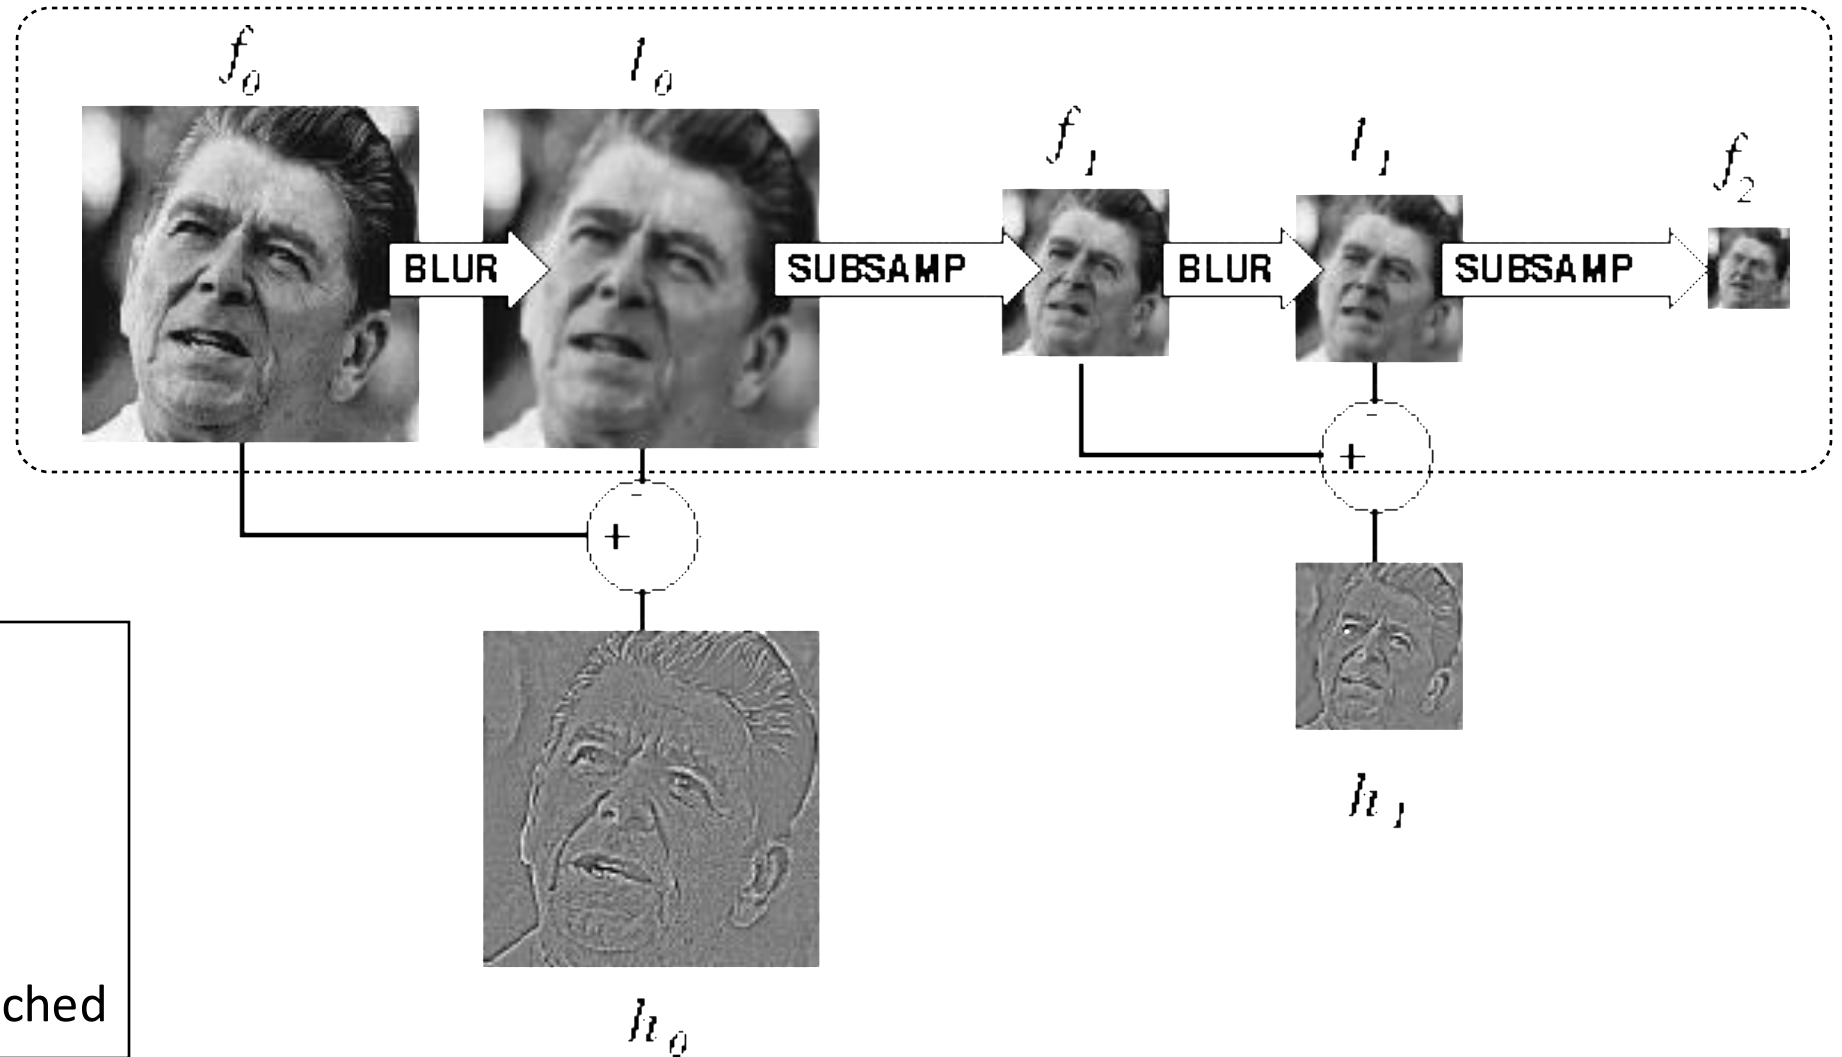 f0
l0
f1
l1
f2
BLUR
SUBSAMP
BLUR
SUBSAMP
-
+
-
+
h1
ched
h0